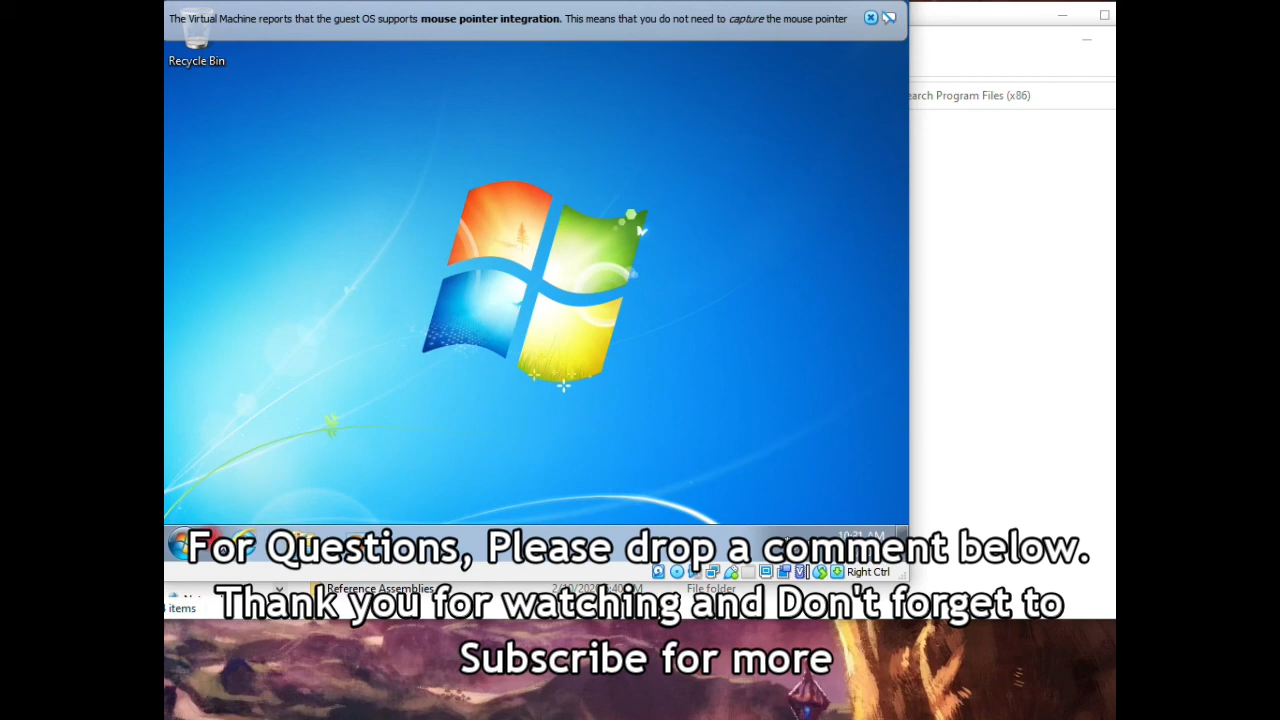 The Virtual Machine reports that the guest OS supports mouse pointer integration. This means that you do not need to capture the mouse pointer
Recycle Bin
earch Program Files (x86)
For Questions, Please drop a comment below.
Right Ctrl
Reference Assemblies
File folder
items
Thank you for watching and Don't forget to
Subscribe for more